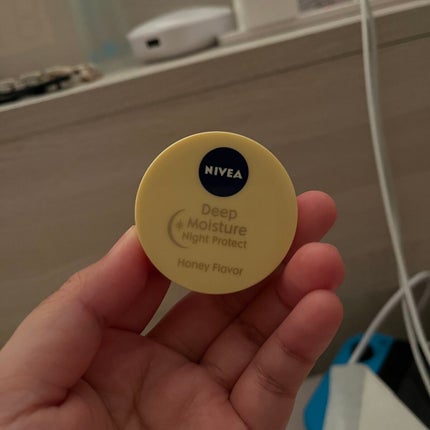 NIVEA
Deep
Moisture
Night Protect
Honey Flavor